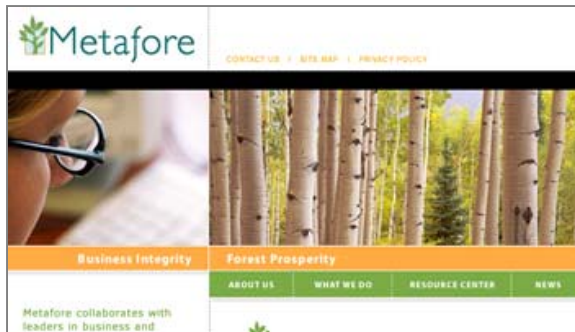 Metafore
CONTACT US | SITE MAP | PRIVACY POLICY
Business Integrity
Forest Prosperity
ABOUT US
WHAT WE DO
RESOURCE CENTER
NEWS
Metafore collaborates with
leaders in business and